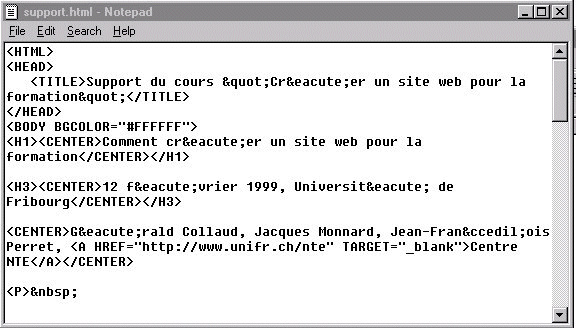 support.html - Notepad
File Edit Search Help
<HTML>
<HEAD>
   <TITLE>Support du cours &quot;Cr&eacute;er un site web pour la
formation&quot;</TITLE>
</HEAD>
<BODY BGCOLOR="#FFFFFF">
<H1><CENTER>Comment cr&eacute;er un site web pour la
formation</CENTER></H1>

<H3><CENTER>12 f&eacute;vrier 1999, Universit&eacute; de
Fribourg</CENTER></H3>

<CENTER>G&eacute;rald Collaud, Jacques Monnard, Jean-Fran&ccedil;ois
Perret, <A HREF="http://www.unifr.ch/nte" TARGET="_blank">Centre
NTE</A></CENTER>

<P>&nbsp;